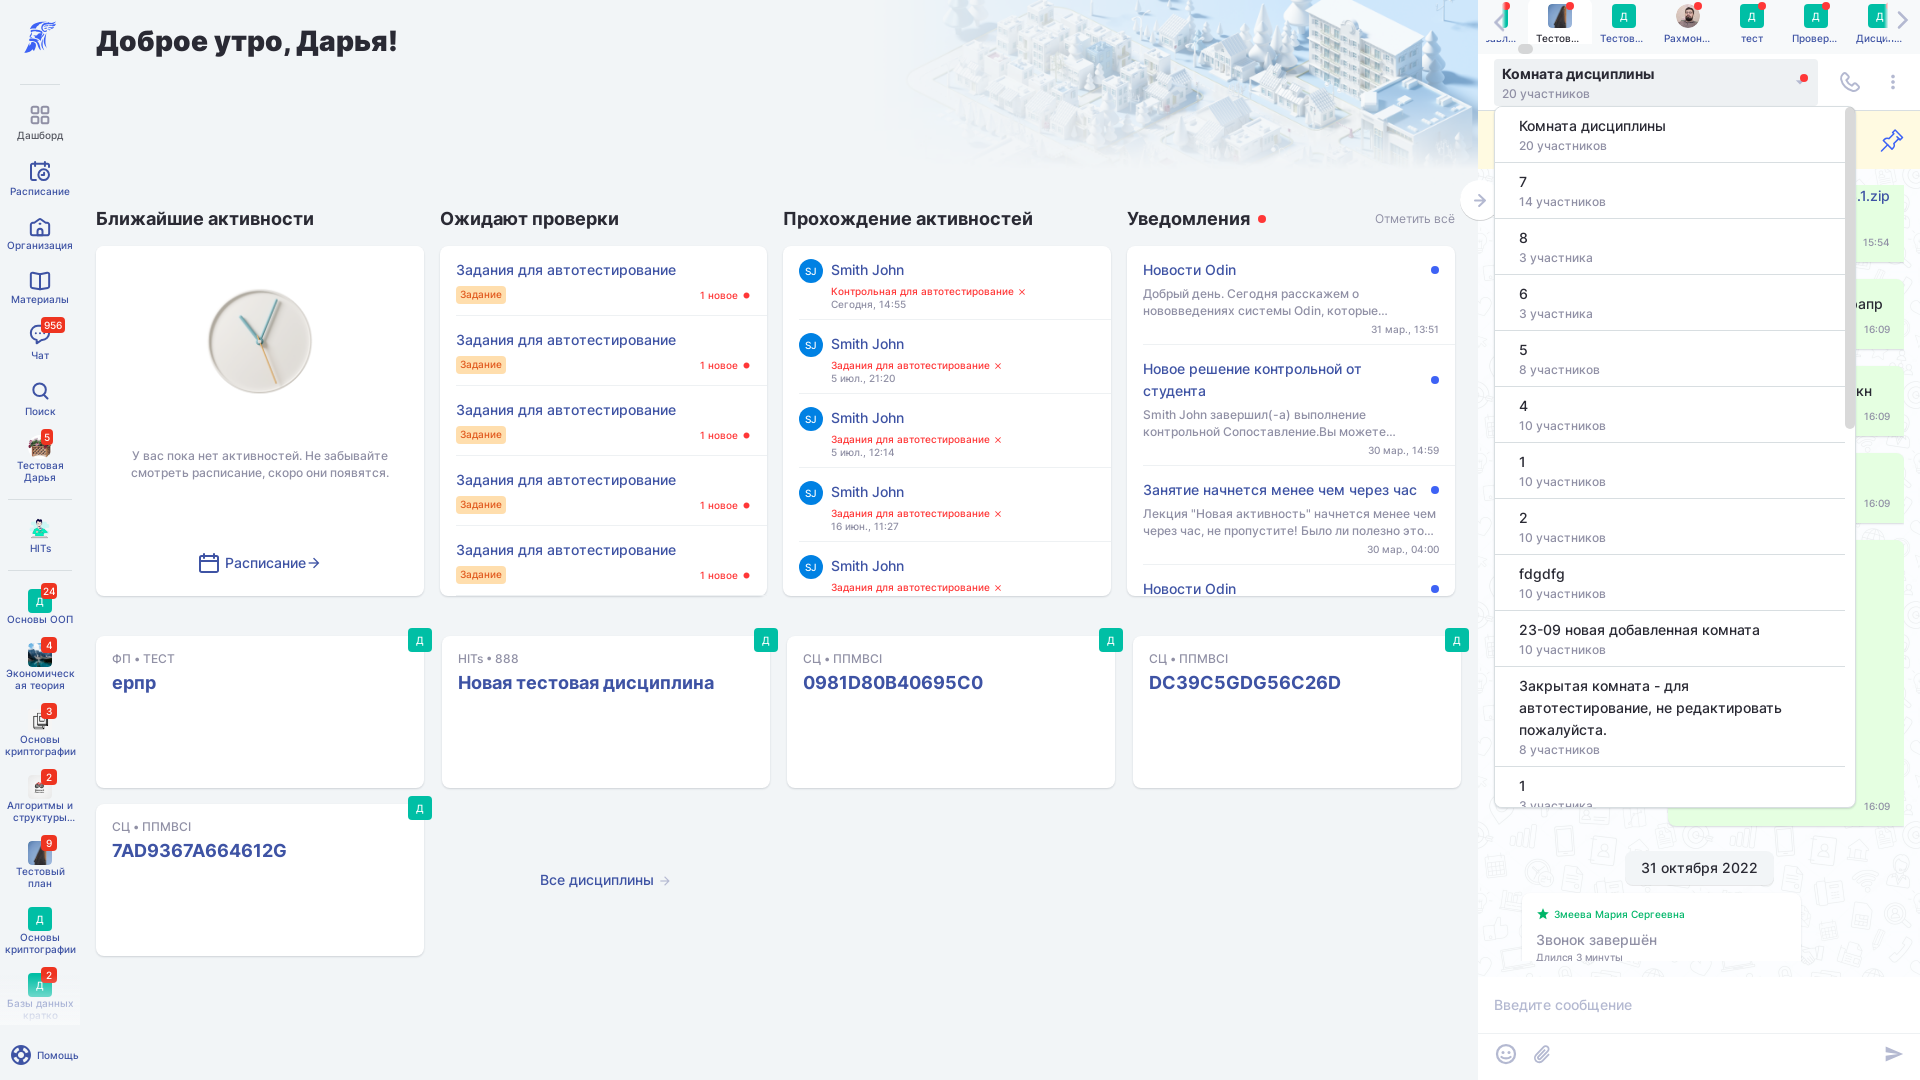 Дашборд
Расписание
Организация
Материалы
956
Чат
Поиск
5
Тестовая
Дарья
HITs
24
Д
Основы ООП
4
Экономическ
ая теория
3
Основы
криптографии
2
Алгоритмы и
структуры...
9
Тестовый
план
Д
Основы
криптографии
2
Д
Базы данных
кратко
Помощь
Доброе утро, Дарья!
Ближайшие активности
У вас пока нет активностей. Не забывайте
смотреть расписание, скоро они появятся.
Расписание
Ожидают проверки
Задания для автотестирование
Задание
1 новое
Задания для автотестирование
Задание
1 новое
Задания для автотестирование
Задание
1 новое
Задания для автотестирование
Задание
1 новое
Задания для автотестирование
Задание
1 новое
Прохождение активностей
SJ
Smith John
Контрольная для автотестирование
Сегодня, 14:55
SJ
Smith John
Задания для автотестирование
5 июл., 21:20
SJ
Smith John
Задания для автотестирование
5 июл., 12:14
SJ
Smith John
Задания для автотестирование
16 июн., 11:27
SJ
Smith John
Задания для автотестирование
Уведомления
Отметить всё
Новости Odin
Добрый день. Сегодня расскажем о
нововведениях системы Odin, которые...
31 мар., 13:51
Новое решение контрольной от
студента
Smith John завершил(-а) выполнение
контрольной Сопоставление.Вы можете...
30 мар., 14:59
Занятие начнется менее чем через час
Лекция "Новая активность" начнется менее чем
через час, не пропустите! Было ли полезно это...
30 мар., 04:00
Новости Odin
Д
ФП • ТЕСТ
ерпр
Д
HITs • 888
Новая тестовая дисциплина
Д
СЦ • ППМВСІ
0981D80B40695C0
Д
СЦ • ППМВСІ
DC39C5GDG56C26D
Д
СЦ • ППМВСІ
7AD9367A664612G
Все дисциплины
Тестов...
Д
Тестов...
Рахмон...
Д
тест
Д
Провер...
Д
Дисци...
Комната дисциплины
20 участников
Комната дисциплины
20 участников
7
14 участников
8
3 участника
6
3 участника
5
8 участников
4
10 участников
1
10 участников
2
10 участников
fdgdfg
10 участников
23-09 новая добавленная комната
10 участников
Закрытая комната - для
автотестирование, не редактировать
пожалуйста.
8 участников
1
3 участника
.1.zip
15:54
рапр
16:09
кн
16:09
16:09
16:09
31 октября 2022
Змеева Мария Сергеевна
Звонок завершён
Длился 3 минуты
Введите сообщение